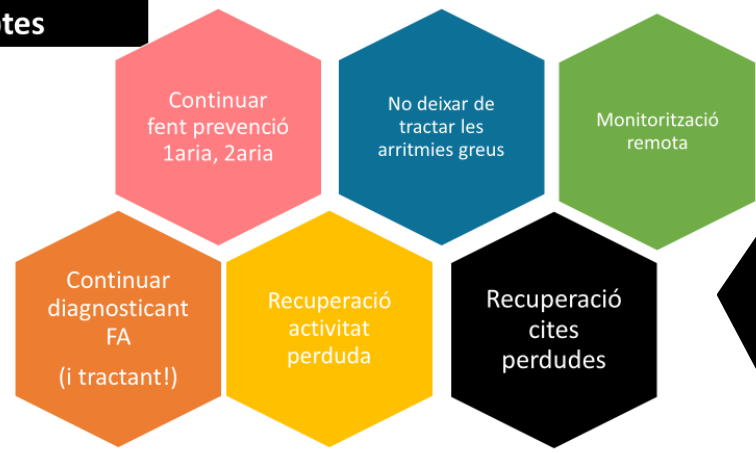 tes
Continuar
fent prevenció
1aria, 2aria
No deixar de
tractar les
arritmies greus
Monitorització
remota
Continuar
diagnosticant
FA
(i tractant!)
Recuperació
activitat
perduda
Recuperació
cites
perdudes